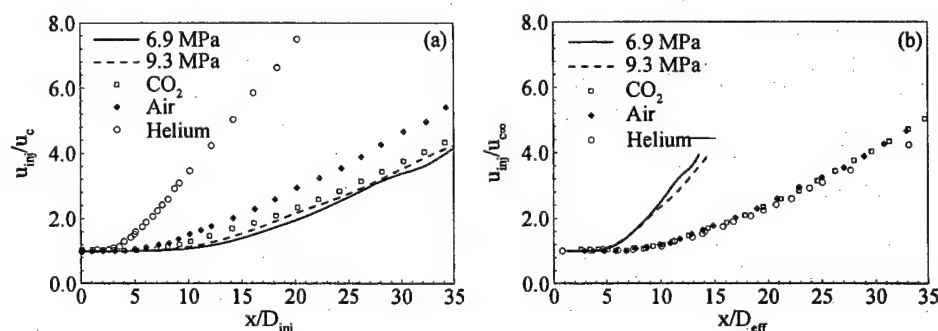 8.0
6.0
4.0
2.0
0.0
u_inj/u_c
6.9 MPa
9.3 MPa
CO₂
Air
Helium
(a)
0 5 10 15 20 25 30 35
x/D_inj
8.0
6.0
4.0
2.0
0.0
u_inj/u_c∞
6.9 MPa
9.3 MPa
CO₂
Air
Helium
(b)
0 5 10 15 20 25 30 35
x/D_eff